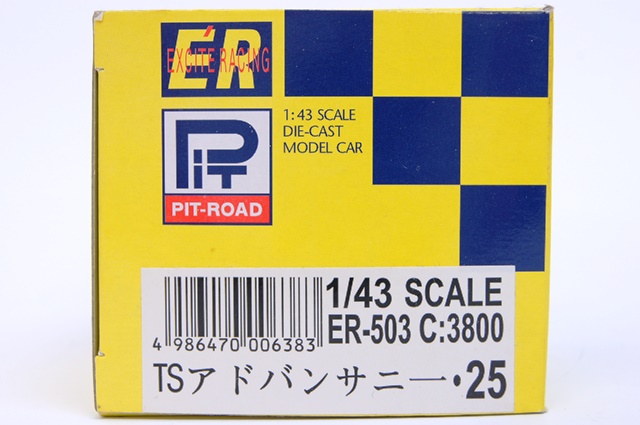 ER
EXCITE RACING
1:43 SCALE
DIE-CAST
MODEL CAR
PiT
PIT-ROAD
1/43 SCALE
ER-503 C:3800
4 986470 006383
TSアドバンサニー・25